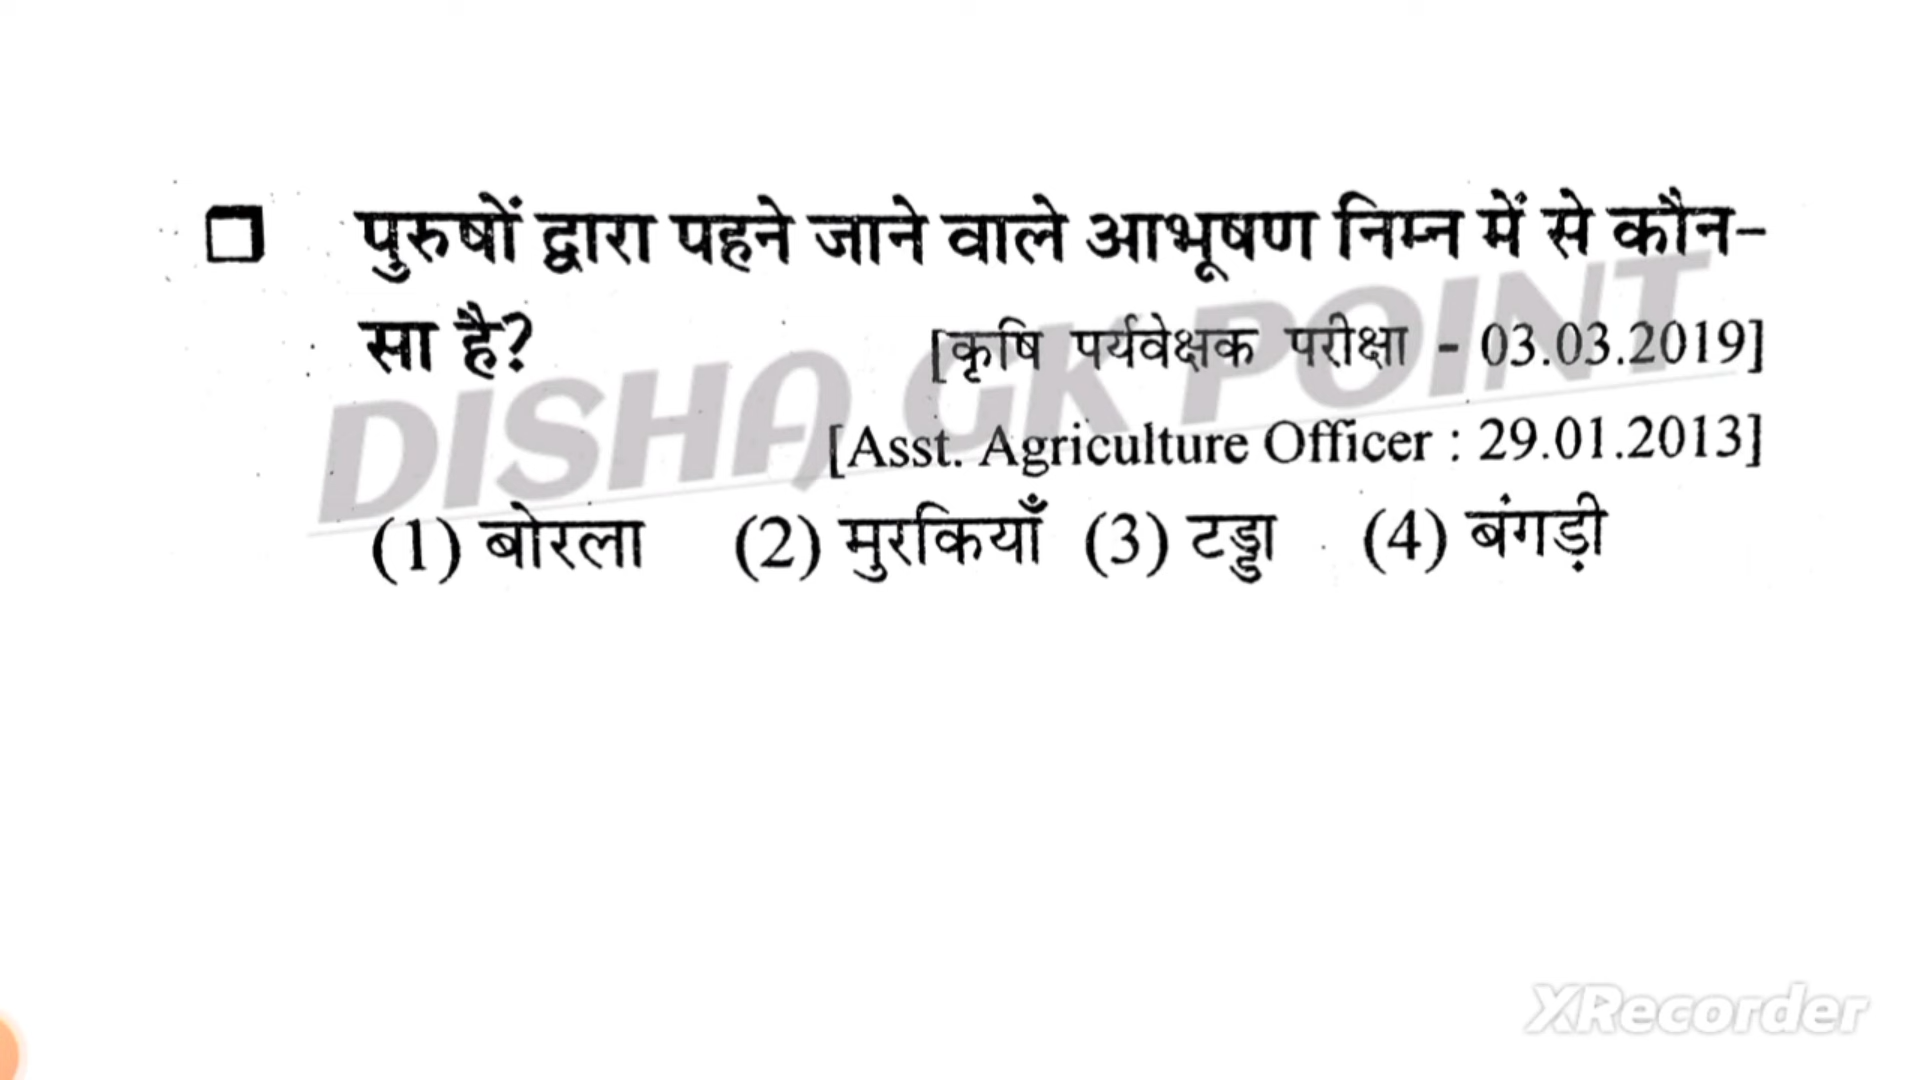 पुरुषों द्वारा पहने जाने वाले आभूषण निम्न में से कौन-
सा है? [कृषि पर्यवेक्षक परीक्षा - 03.03.2019]
DISHA GK POINT
[Asst. Agriculture Officer : 29.01.2013]
(1) बोरला (2) मुरकियाँ (3) टड्डा (4) बंगड़ी
XRecorder